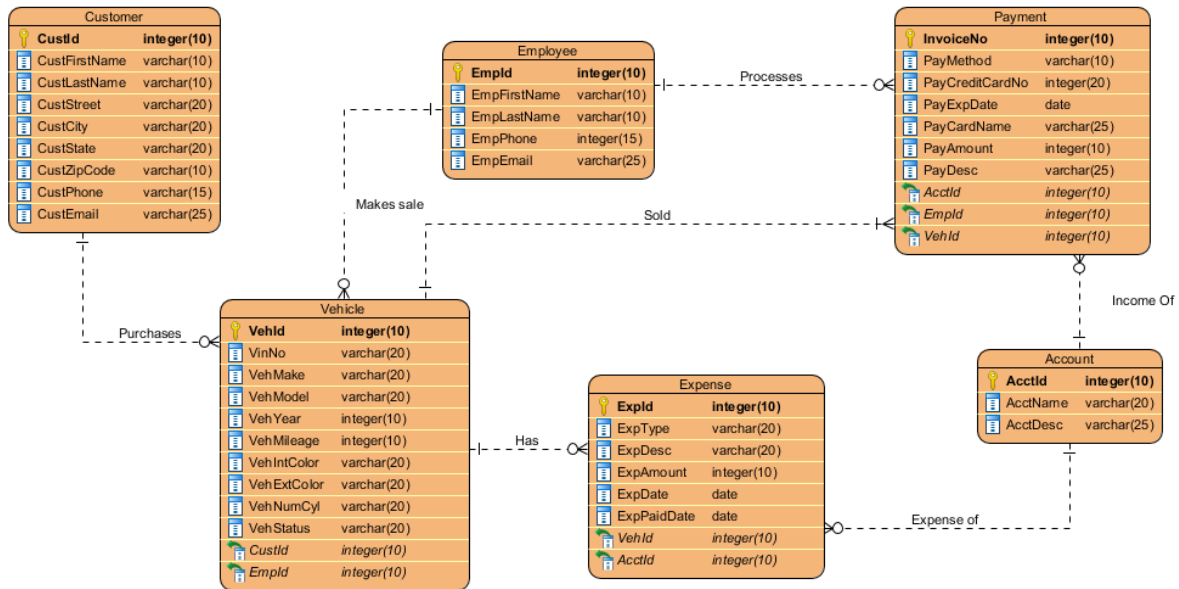 Customer
CustId integer(10)
CustFirstName varchar(10)
CustLastName varchar(10)
CustStreet varchar(20)
CustCity varchar(20)
CustState varchar(20)
CustZipCode varchar(10)
CustPhone varchar(15)
CustEmail varchar(25)
Employee
EmpId integer(10)
EmpFirstName varchar(10)
EmpLastName varchar(10)
EmpPhone integer(15)
EmpEmail varchar(25)
Processes
Payment
InvoiceNo integer(10)
PayMethod varchar(10)
PayCreditCardNo integer(20)
PayExpDate date
PayCardName varchar(25)
PayAmount integer(10)
PayDesc varchar(25)
AcctId integer(10)
EmpId integer(10)
VehId integer(10)
Makes sale
Sold
Income Of
Purchases
Vehicle
VehId integer(10)
VinNo varchar(20)
VehMake varchar(20)
VehModel varchar(20)
VehYear integer(10)
VehMileage integer(10)
VehIntColor varchar(20)
VehExtColor varchar(20)
VehNumCyl varchar(20)
VehStatus varchar(20)
CustId integer(10)
EmpId integer(10)
Has
Expense
ExpId integer(10)
ExpType varchar(20)
ExpDesc varchar(20)
ExpAmount integer(10)
ExpDate date
ExpPaidDate date
VehId integer(10)
AcctId integer(10)
Account
AcctId integer(10)
AcctName varchar(20)
AcctDesc varchar(25)
Expense of